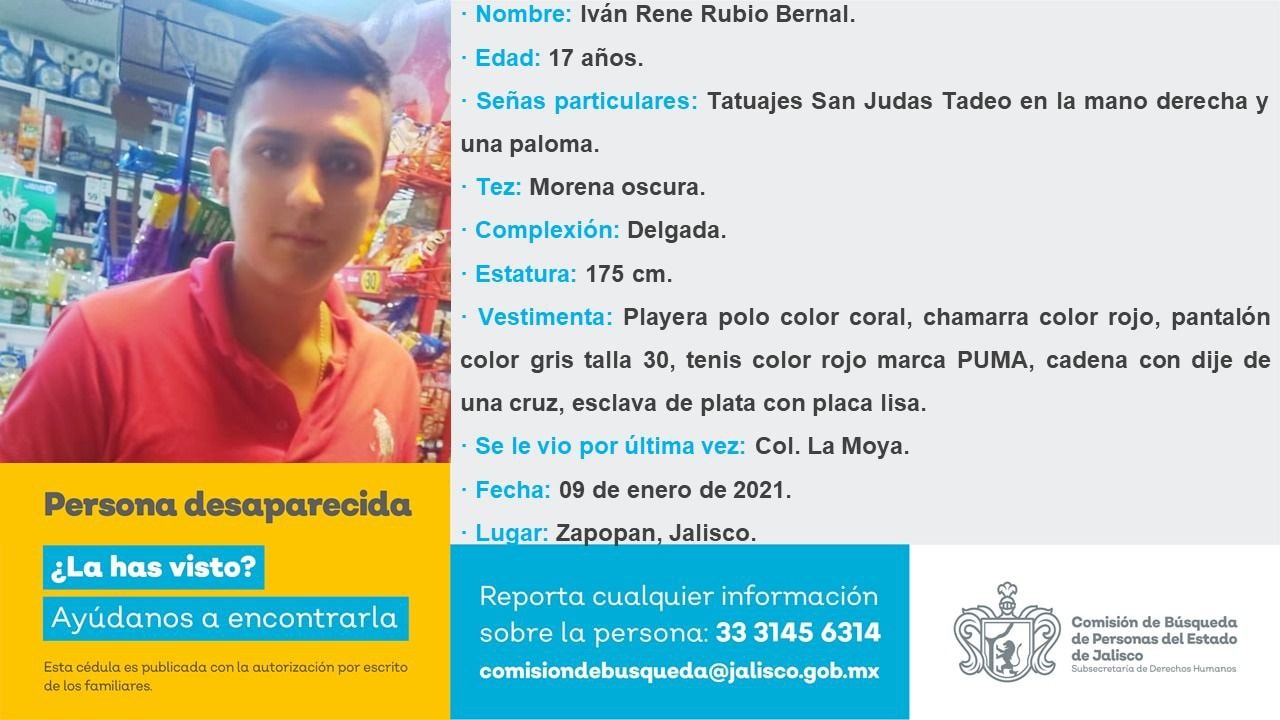 · Nombre: Iván Rene Rubio Bernal.
· Edad: 17 años.
· Señas particulares: Tatuajes San Judas Tadeo en la mano derecha y
una paloma.
· Tez: Morena oscura.
· Complexión: Delgada.
· Estatura: 175 cm.
· Vestimenta: Playera polo color coral, chamarra color rojo, pantalón
color gris talla 30, tenis color rojo marca PUMA, cadena con dije de
una cruz, esclava de plata con placa lisa.
· Se le vio por última vez: Col. La Moya.
· Fecha: 09 de enero de 2021.
· Lugar: Zapopan, Jalisco.
30
59
Persona desaparecida
¿La has visto?
Ayúdanos a encontrarla
Esta cédula es publicada con la autorización por escrito
de los familiares.
Reporta cualquier información
sobre la persona: 33 3145 6314
comisiondebusqueda@jalisco.gob.mx
Comisión de Búsqueda
de Personas del Estado
de Jalisco
Subsecretaría de Derechos Humanos